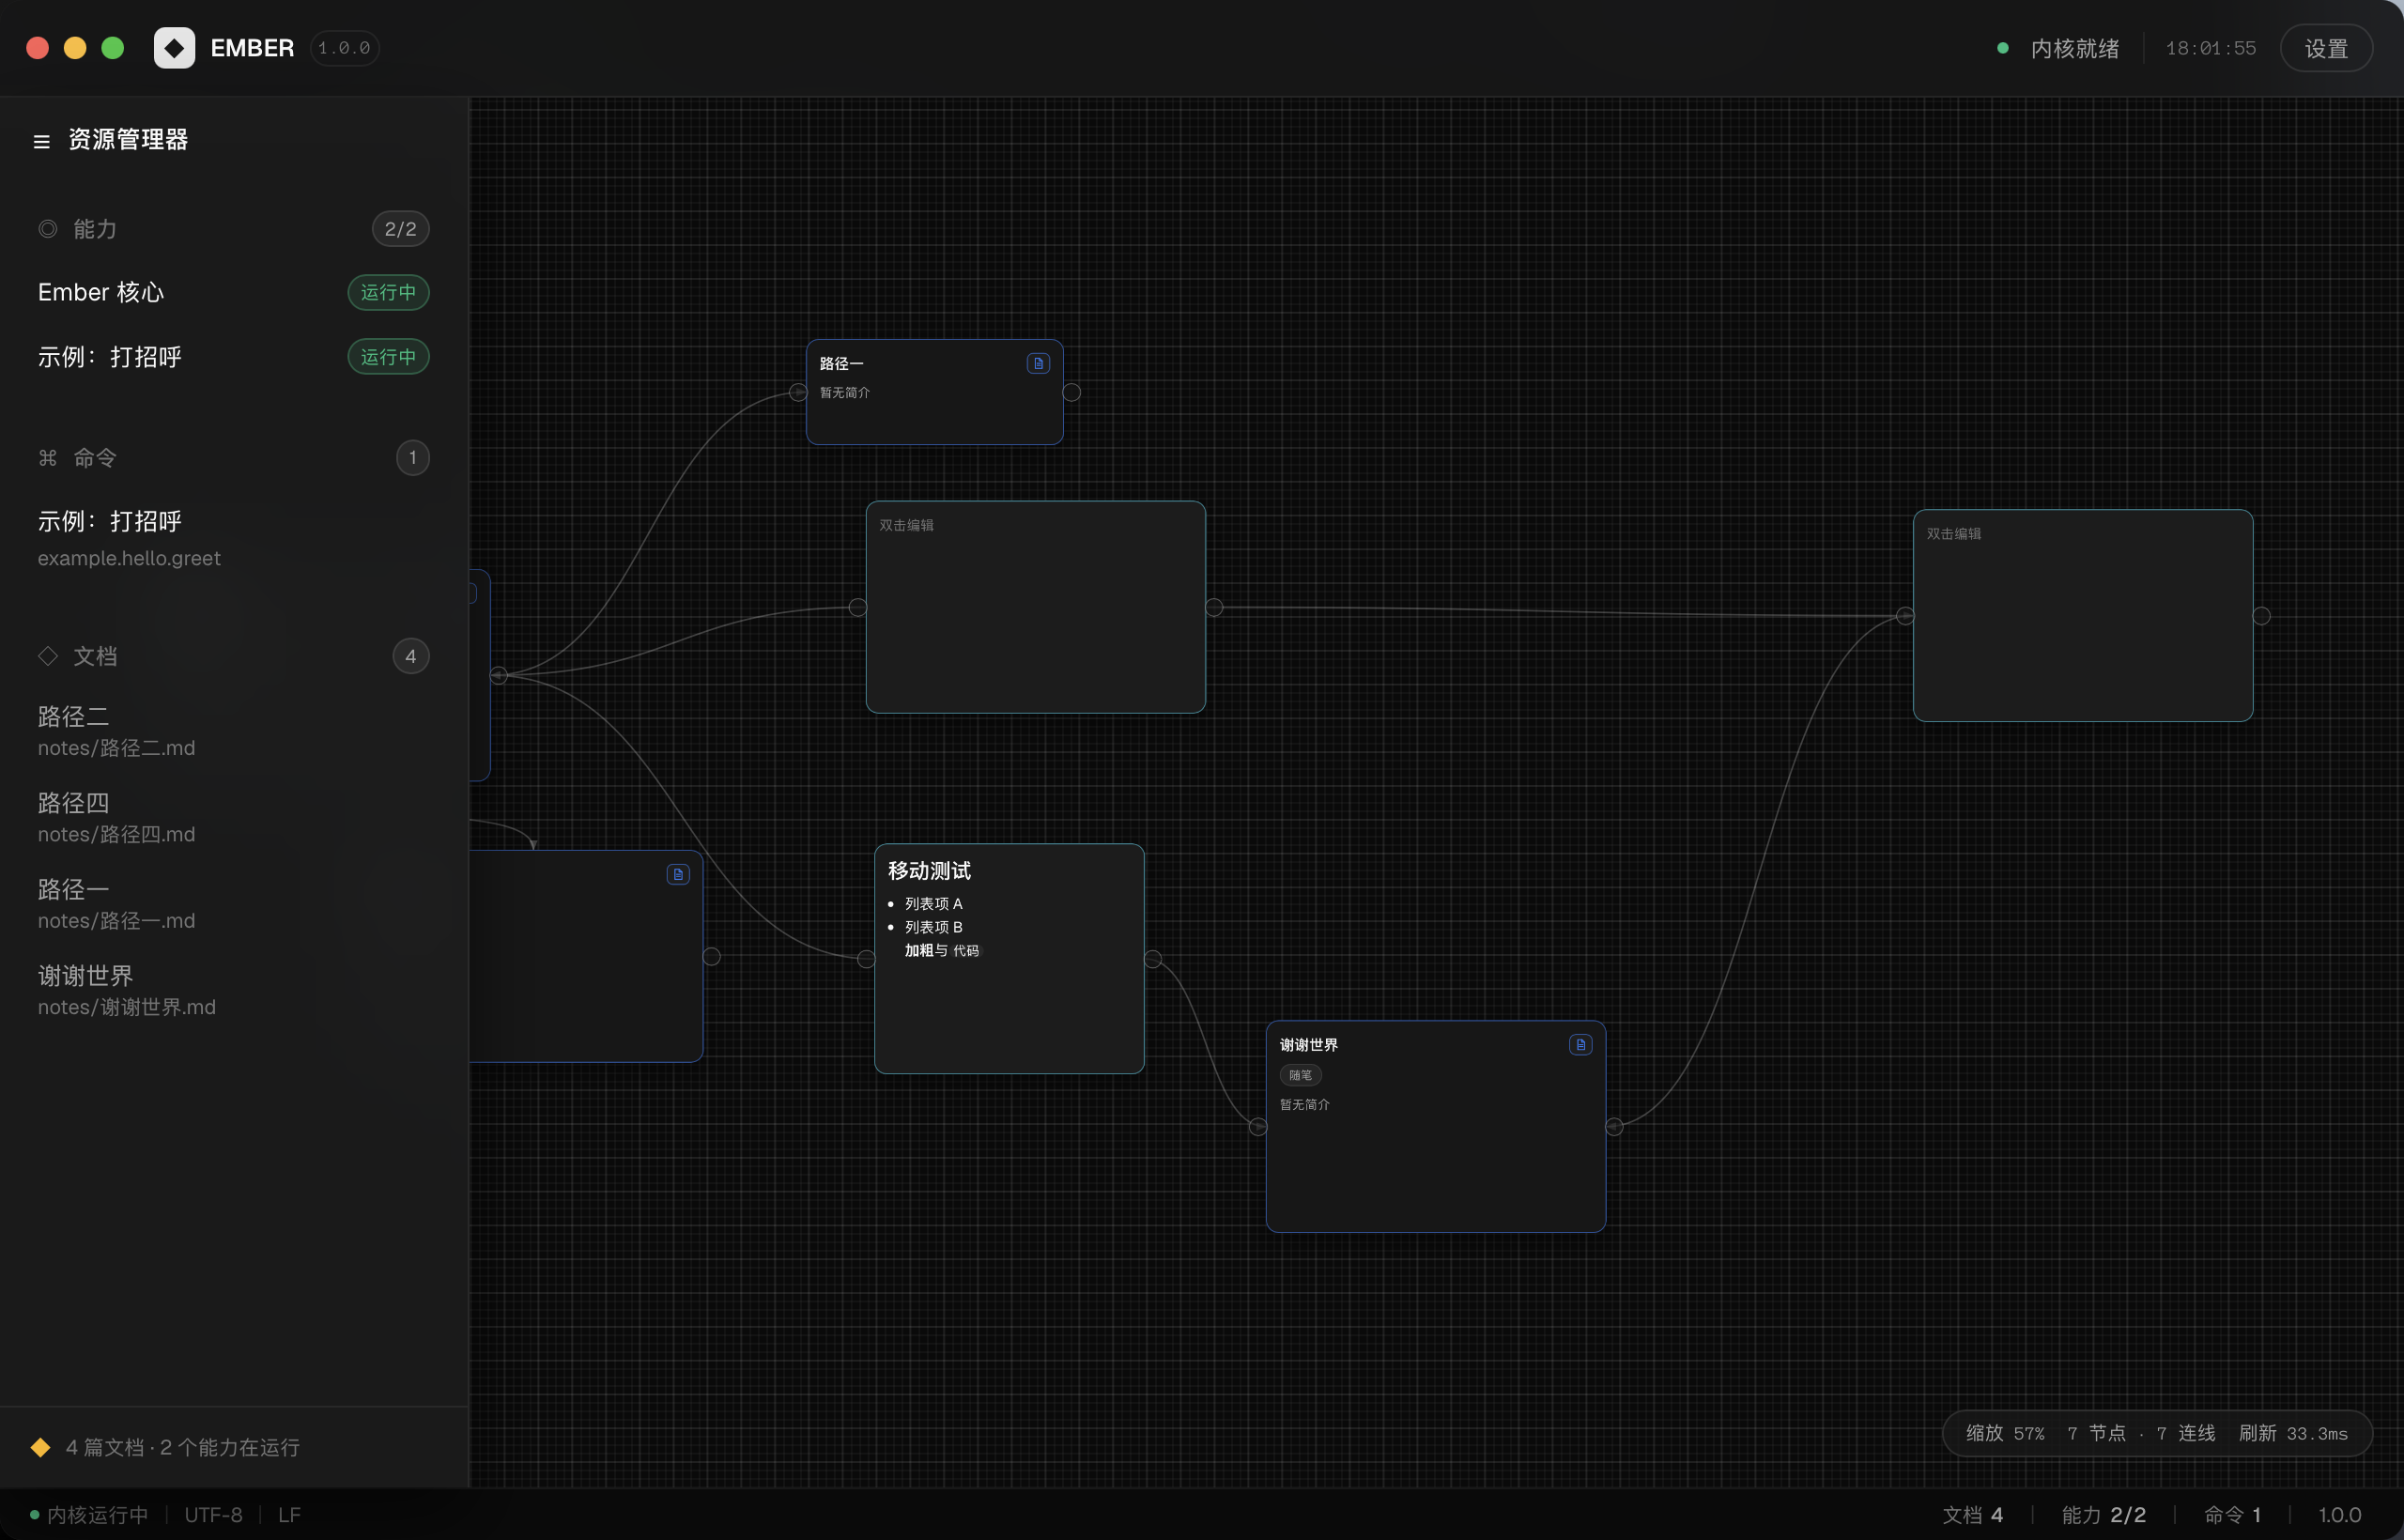 EMBER 1.0.0
内核就绪 18:01:55 设置
资源管理器
能力 2/2
Ember 核心 运行中
示例：打招呼 运行中
命令 1
示例：打招呼
example.hello.greet
文档 4
路径二
notes/路径二.md
路径四
notes/路径四.md
路径一
notes/路径一.md
谢谢世界
notes/谢谢世界.md
4 篇文档 · 2 个能力在运行
路径一
暂无简介
双击编辑
双击编辑
移动测试
列表项 A
列表项 B
加粗与 代码
谢谢世界
随笔
暂无简介
缩放 57% 7 节点 · 7 连线 刷新 33.3ms
内核运行中 UTF-8 LF
文档 4 能力 2/2 命令 1 1.0.0